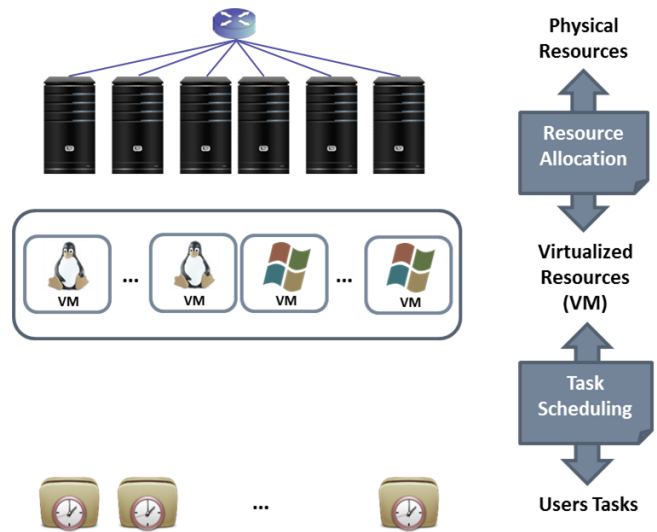 Physical
Resources
Resource
Allocation
VM
...
VM
VM
...
VM
Virtualized
Resources
(VM)
Task
Scheduling
...
Users Tasks